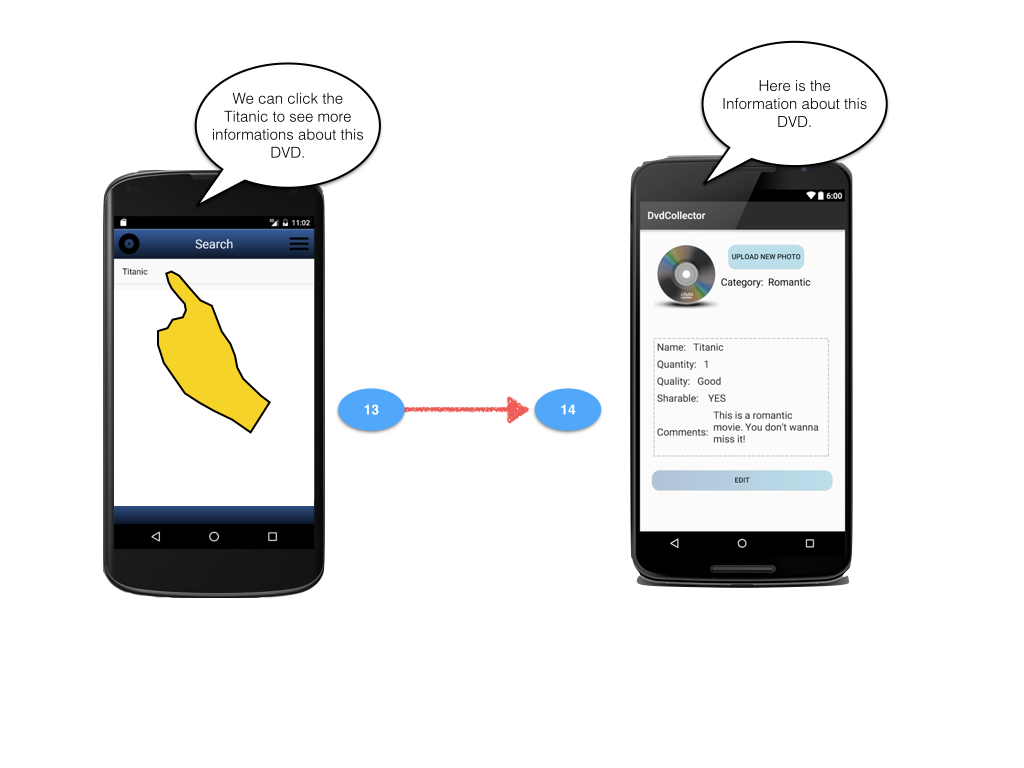 We can click the
Titanic to see more
informations about this
DVD.
3G 11:02
Search
Titanic
13
14
Here is the
Information about this
DVD.
6:00
DvdCollector
UPLOAD NEW PHOTO
DVD
Category: Romantic
Name: Titanic
Quantity: 1
Quality: Good
Sharable: YES
Comments: This is a romantic
movie. You don't wanna
miss it!
EDIT